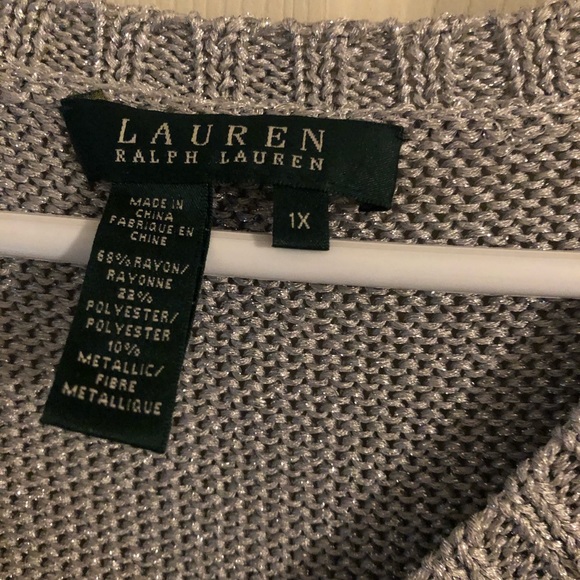 LAUREN
RALPH LAUREN
1X
MADE IN
CHINA
FABRIQUE EN
CHINE
68% RAYON/
RAYONNE
22%
POLYESTER/
POLYESTER
10%
METALLIC/
FIBRE
METALLIQUE